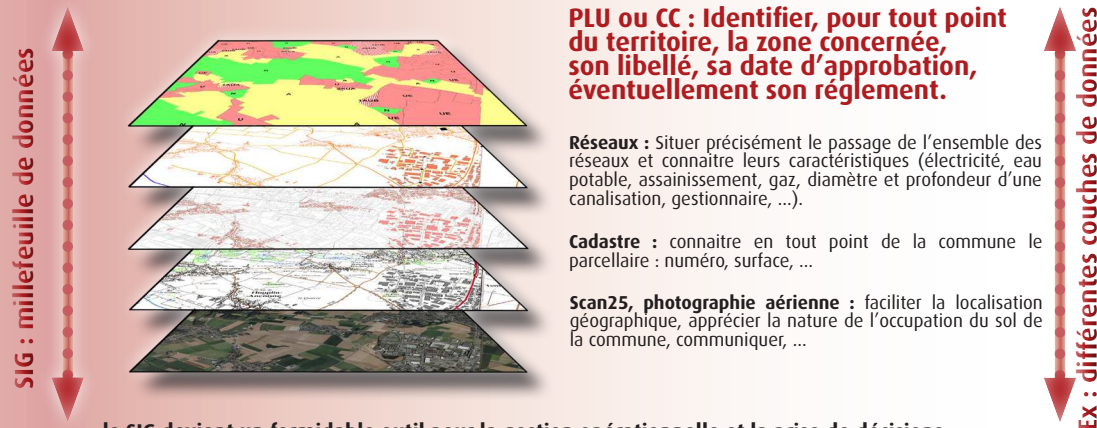 SIG : millefeuille de données
PLU ou CC : Identifier, pour tout point
du territoire, la zone concernée,
son libellé, sa date d’approbation,
éventuellement son réglement.
Réseaux : Situer précisément le passage de l’ensemble des
réseaux et connaitre leurs caractéristiques (électricité, eau
potable, assainissement, gaz, diamètre et profondeur d’une
canalisation, gestionnaire, ...).
Cadastre : connaitre en tout point de la commune le
parcellaire : numéro, surface, ...
Scan25, photographie aérienne : faciliter la localisation
géographique, apprécier la nature de l’occupation du sol de
la commune, communiquer, ...
EX : différentes couches de données